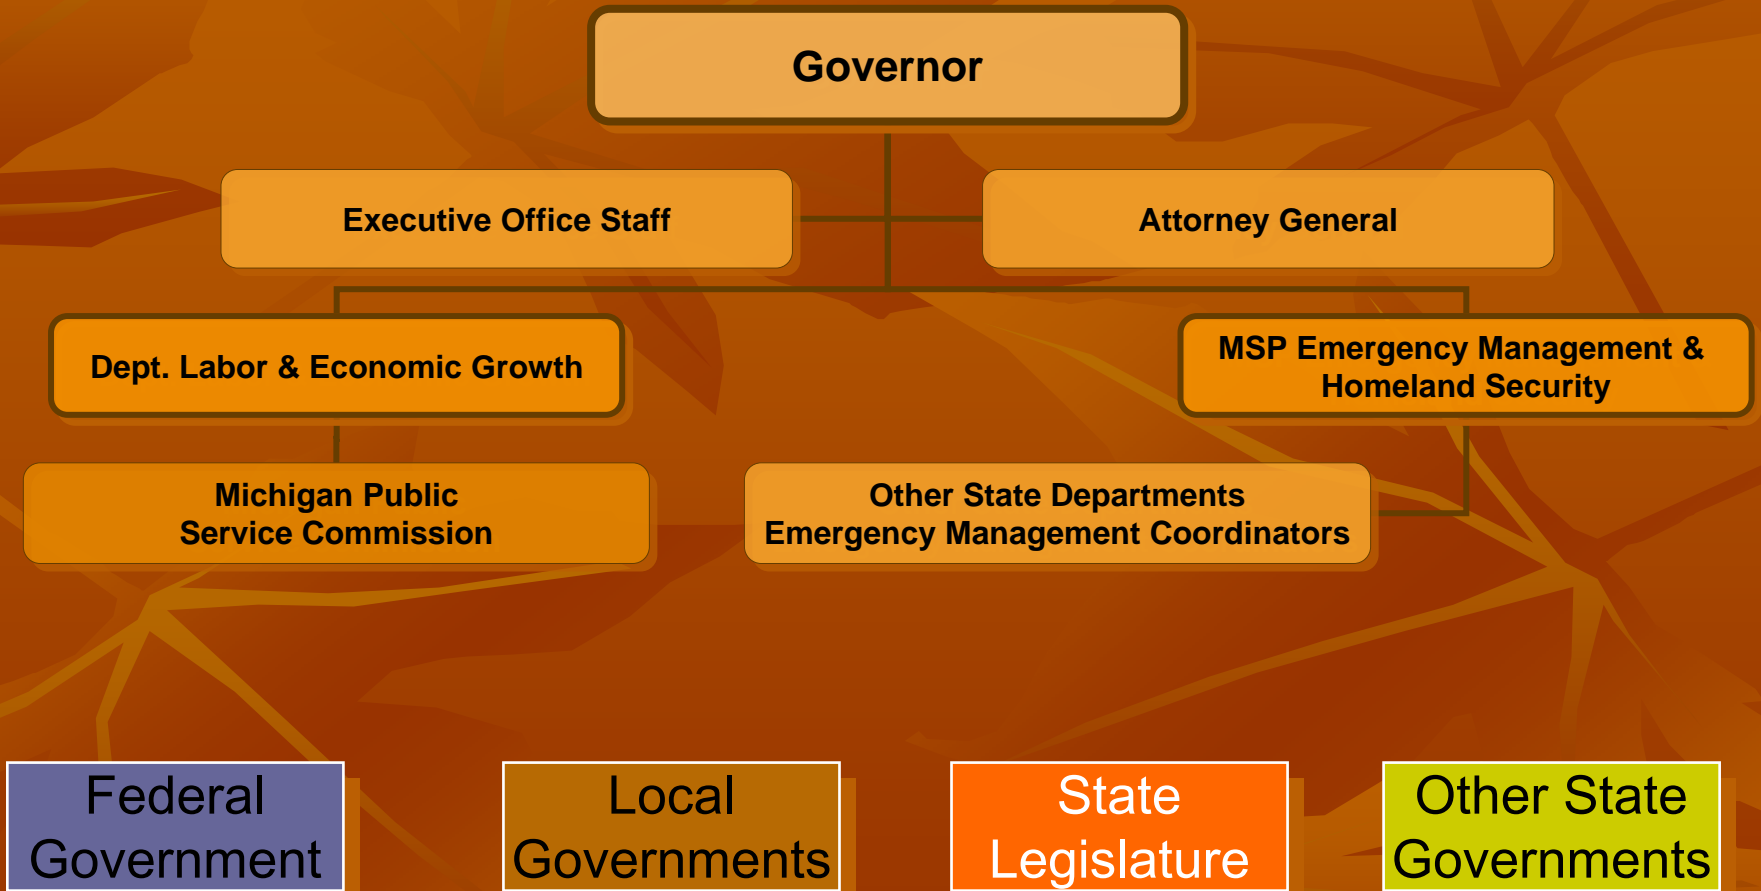 Governor
Executive Office Staff
Attorney General
Dept. Labor & Economic Growth
MSP Emergency Management &
Homeland Security
Michigan Public
Service Commission
Other State Departments
Emergency Management Coordinators
Federal
Government
Local
Governments
State
Legislature
Other State
Governments